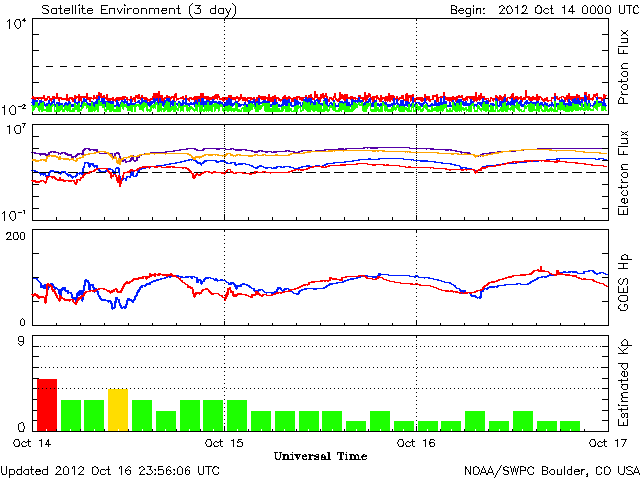 Satellite Environment (3 day)
Begin: 2012 Oct 14 0000 UTC
10^4
10^-2
Proton Flux
10^7
10^-1
Electron Flux
200
0
GOES Hp
9
0
Estimated Kp
Oct 14 Oct 15 Oct 16 Oct 17
Universal Time
Updated 2012 Oct 16 23:56:06 UTC
NOAA/SWPC Boulder, CO USA